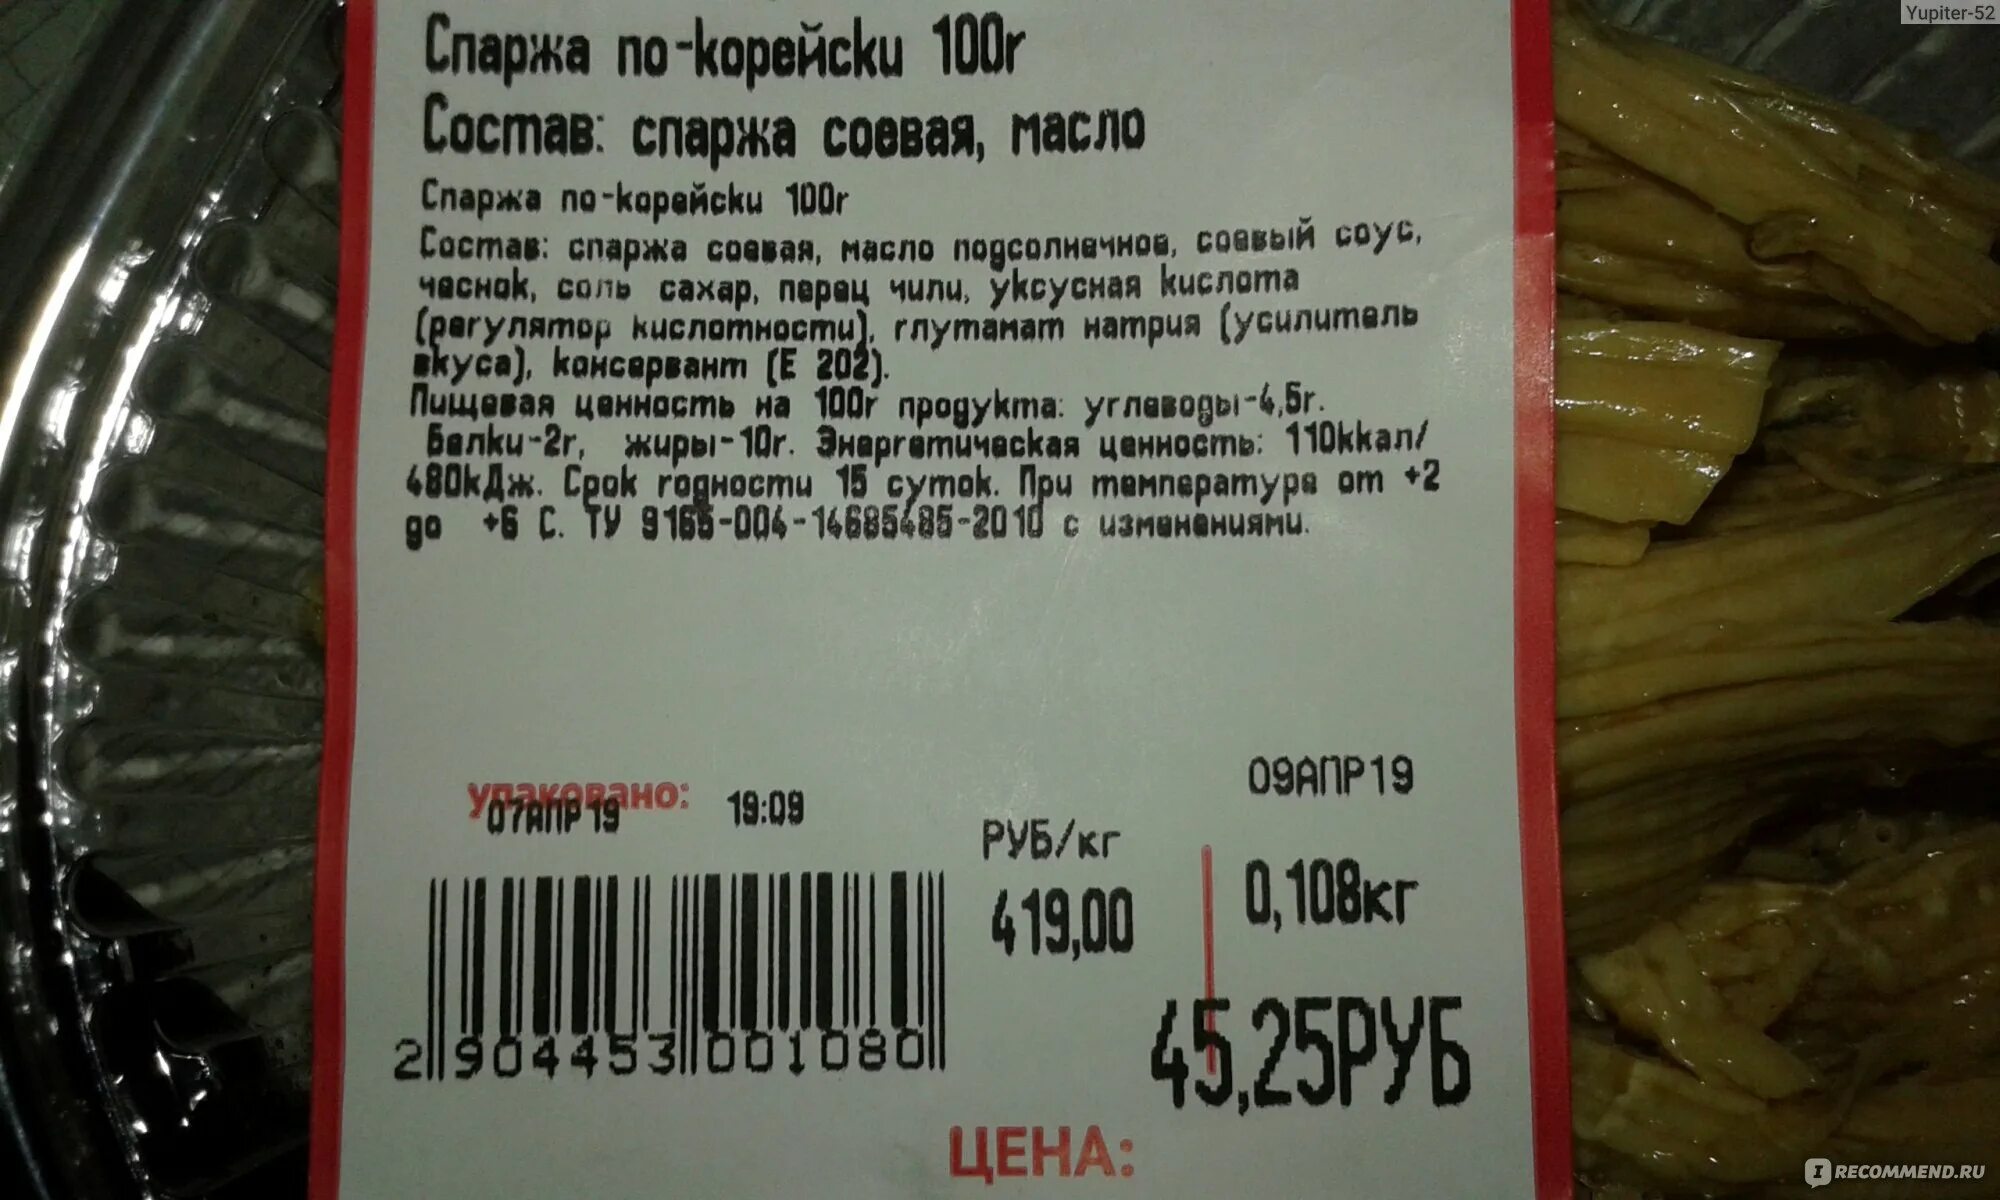 Yupiter-52
Спаржа по-корейски 100г
Состав: спаржа соевая, масло
Спаржа по-корейски 100г
Состав: спаржа соевая, масло подсолнечное, соевый соус,
чеснок, соль сахар, перец чили, уксусная кислота
(регулятор кислотности), глутамат натрия (усилитель
вкуса), консервант (Е 202).
Пищевая ценность на 100г продукта: углеводы-4,5г.
Белки-2г, жиры-10г. Энергетическая ценность: 110ккал/
480кДж. Срок годности 15 суток. При температуре от +2
до +6 С. ТУ 9165-004-14685485-2010 с изменениями.
упаковано:
07АПР19 19:09
09АПР19
РУБ/кг
419,00
0,108кг
45,25РУБ
2 904453 001080
ЦЕНА:
IRECOMMEND.RU